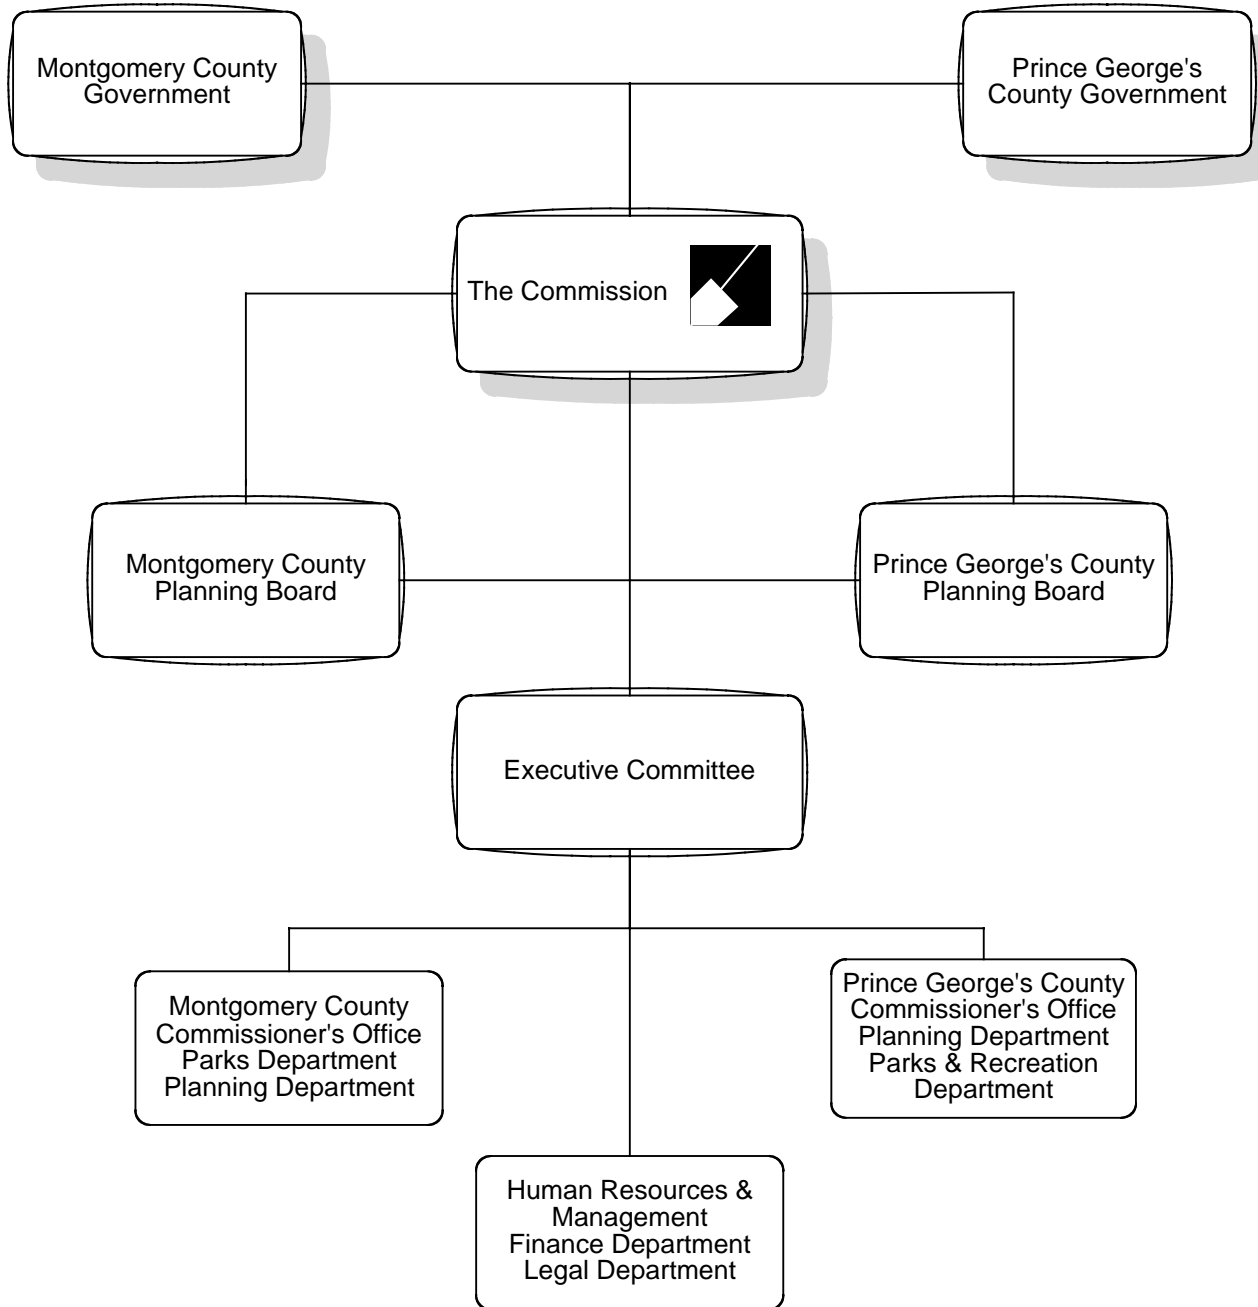 Montgomery County
Government
Prince George's
County Government
The Commission
Montgomery County
Planning Board
Prince George's County
Planning Board
Executive Committee
Montgomery County
Commissioner's Office
Parks Department
Planning Department
Prince George's County
Commissioner's Office
Planning Department
Parks & Recreation
Department
Human Resources &
Management
Finance Department
Legal Department